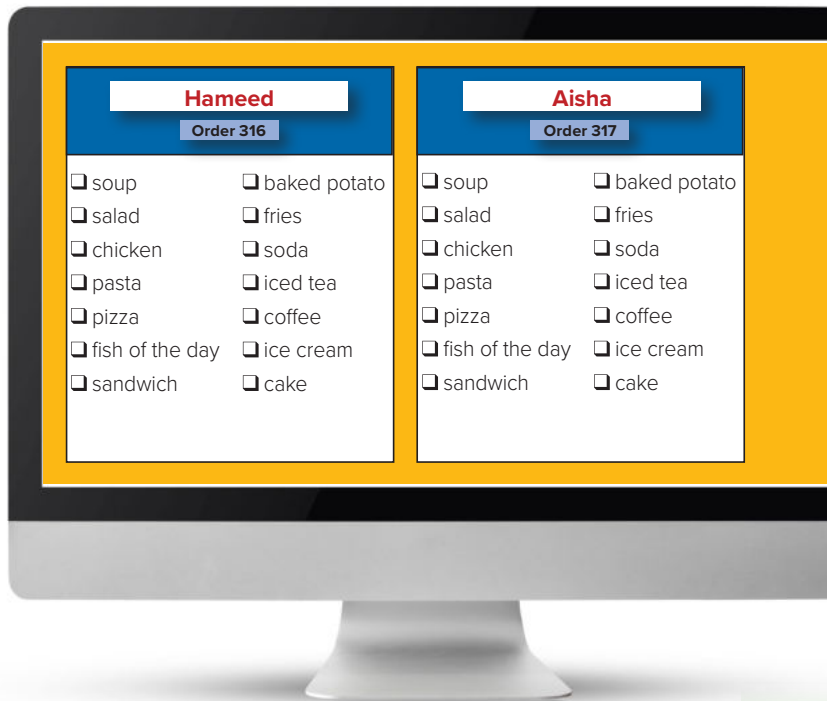 Hameed
Order 316
soup
salad
chicken
pasta
pizza
fish of the day
sandwich
baked potato
fries
soda
iced tea
coffee
ice cream
cake
Aisha
Order 317
soup
salad
chicken
pasta
pizza
fish of the day
sandwich
baked potato
fries
soda
iced tea
coffee
ice cream
cake